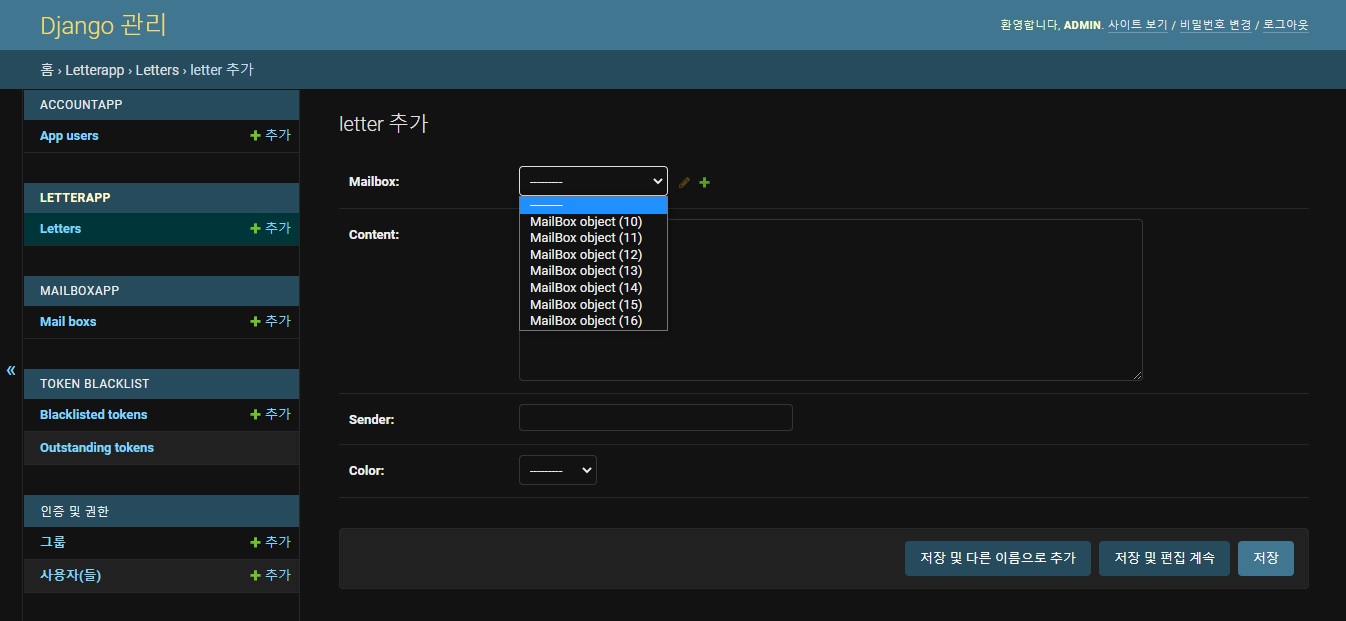 Django 관리
환영합니다, ADMIN. 사이트 보기 / 비밀번호 변경 / 로그아웃
홈 › Letterapp › Letters › letter 추가
ACCOUNTAPP
App users
추가
LETTERAPP
Letters
추가
MAILBOXAPP
Mail boxs
추가
TOKEN BLACKLIST
Blacklisted tokens
추가
Outstanding tokens
인증 및 권한
그룹
추가
사용자(들)
추가
«
letter 추가
Mailbox:
---------
---------
MailBox object (10)
MailBox object (11)
MailBox object (12)
MailBox object (13)
MailBox object (14)
MailBox object (15)
MailBox object (16)
Content:
Sender:
Color:
---------
저장 및 다른 이름으로 추가
저장 및 편집 계속
저장